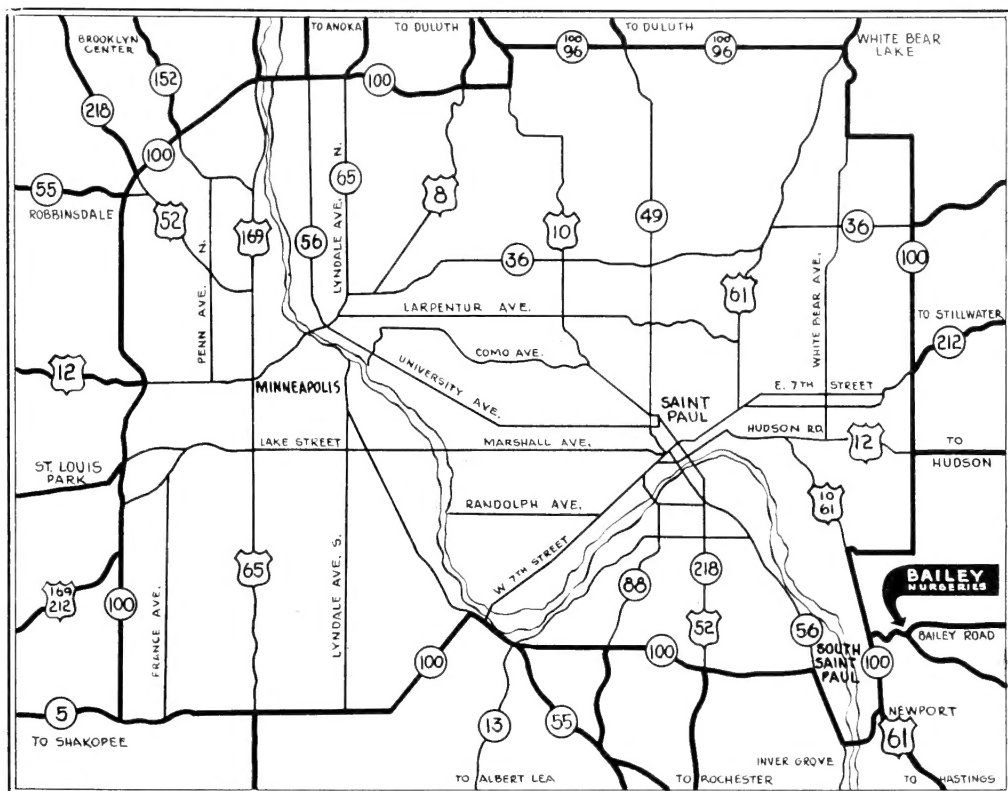 BROOKLYN
CENTER
TO ANOKA
TO DULUTH
TO DULUTH
WHITE BEAR
LAKE
152
218
100
100
96
100
96
100
55
ROBBINSDALE
52
169
56
65
LYNDALE AVE. N.
8
10
49
36
36
100
PENN AVE. N.
61
WHITE BEAR AVE.
LARPENTUR AVE.
TO STILLWATER
212
12
MINNEAPOLIS
COMO AVE.
UNIVERSITY AVE.
SAINT
PAUL
E. 7TH STREET
HUDSON RD.
12
TO
HUDSON
LAKE STREET
MARSHALL AVE.
ST. LOUIS
PARK
RANDOLPH AVE.
10
61
W. 7TH STREET
169
212
100
FRANCE AVE.
65
LYNDALE AVE. S.
88
218
52
56
BAILEY
NURSERIES
BAILEY ROAD
SOUTH
SAINT
PAUL
100
100
100
5
TO SHAKOPEE
13
55
NEWPORT
61
INVER GROVE
TO ALBERT LEA
TO ROCHESTER
TO HASTINGS